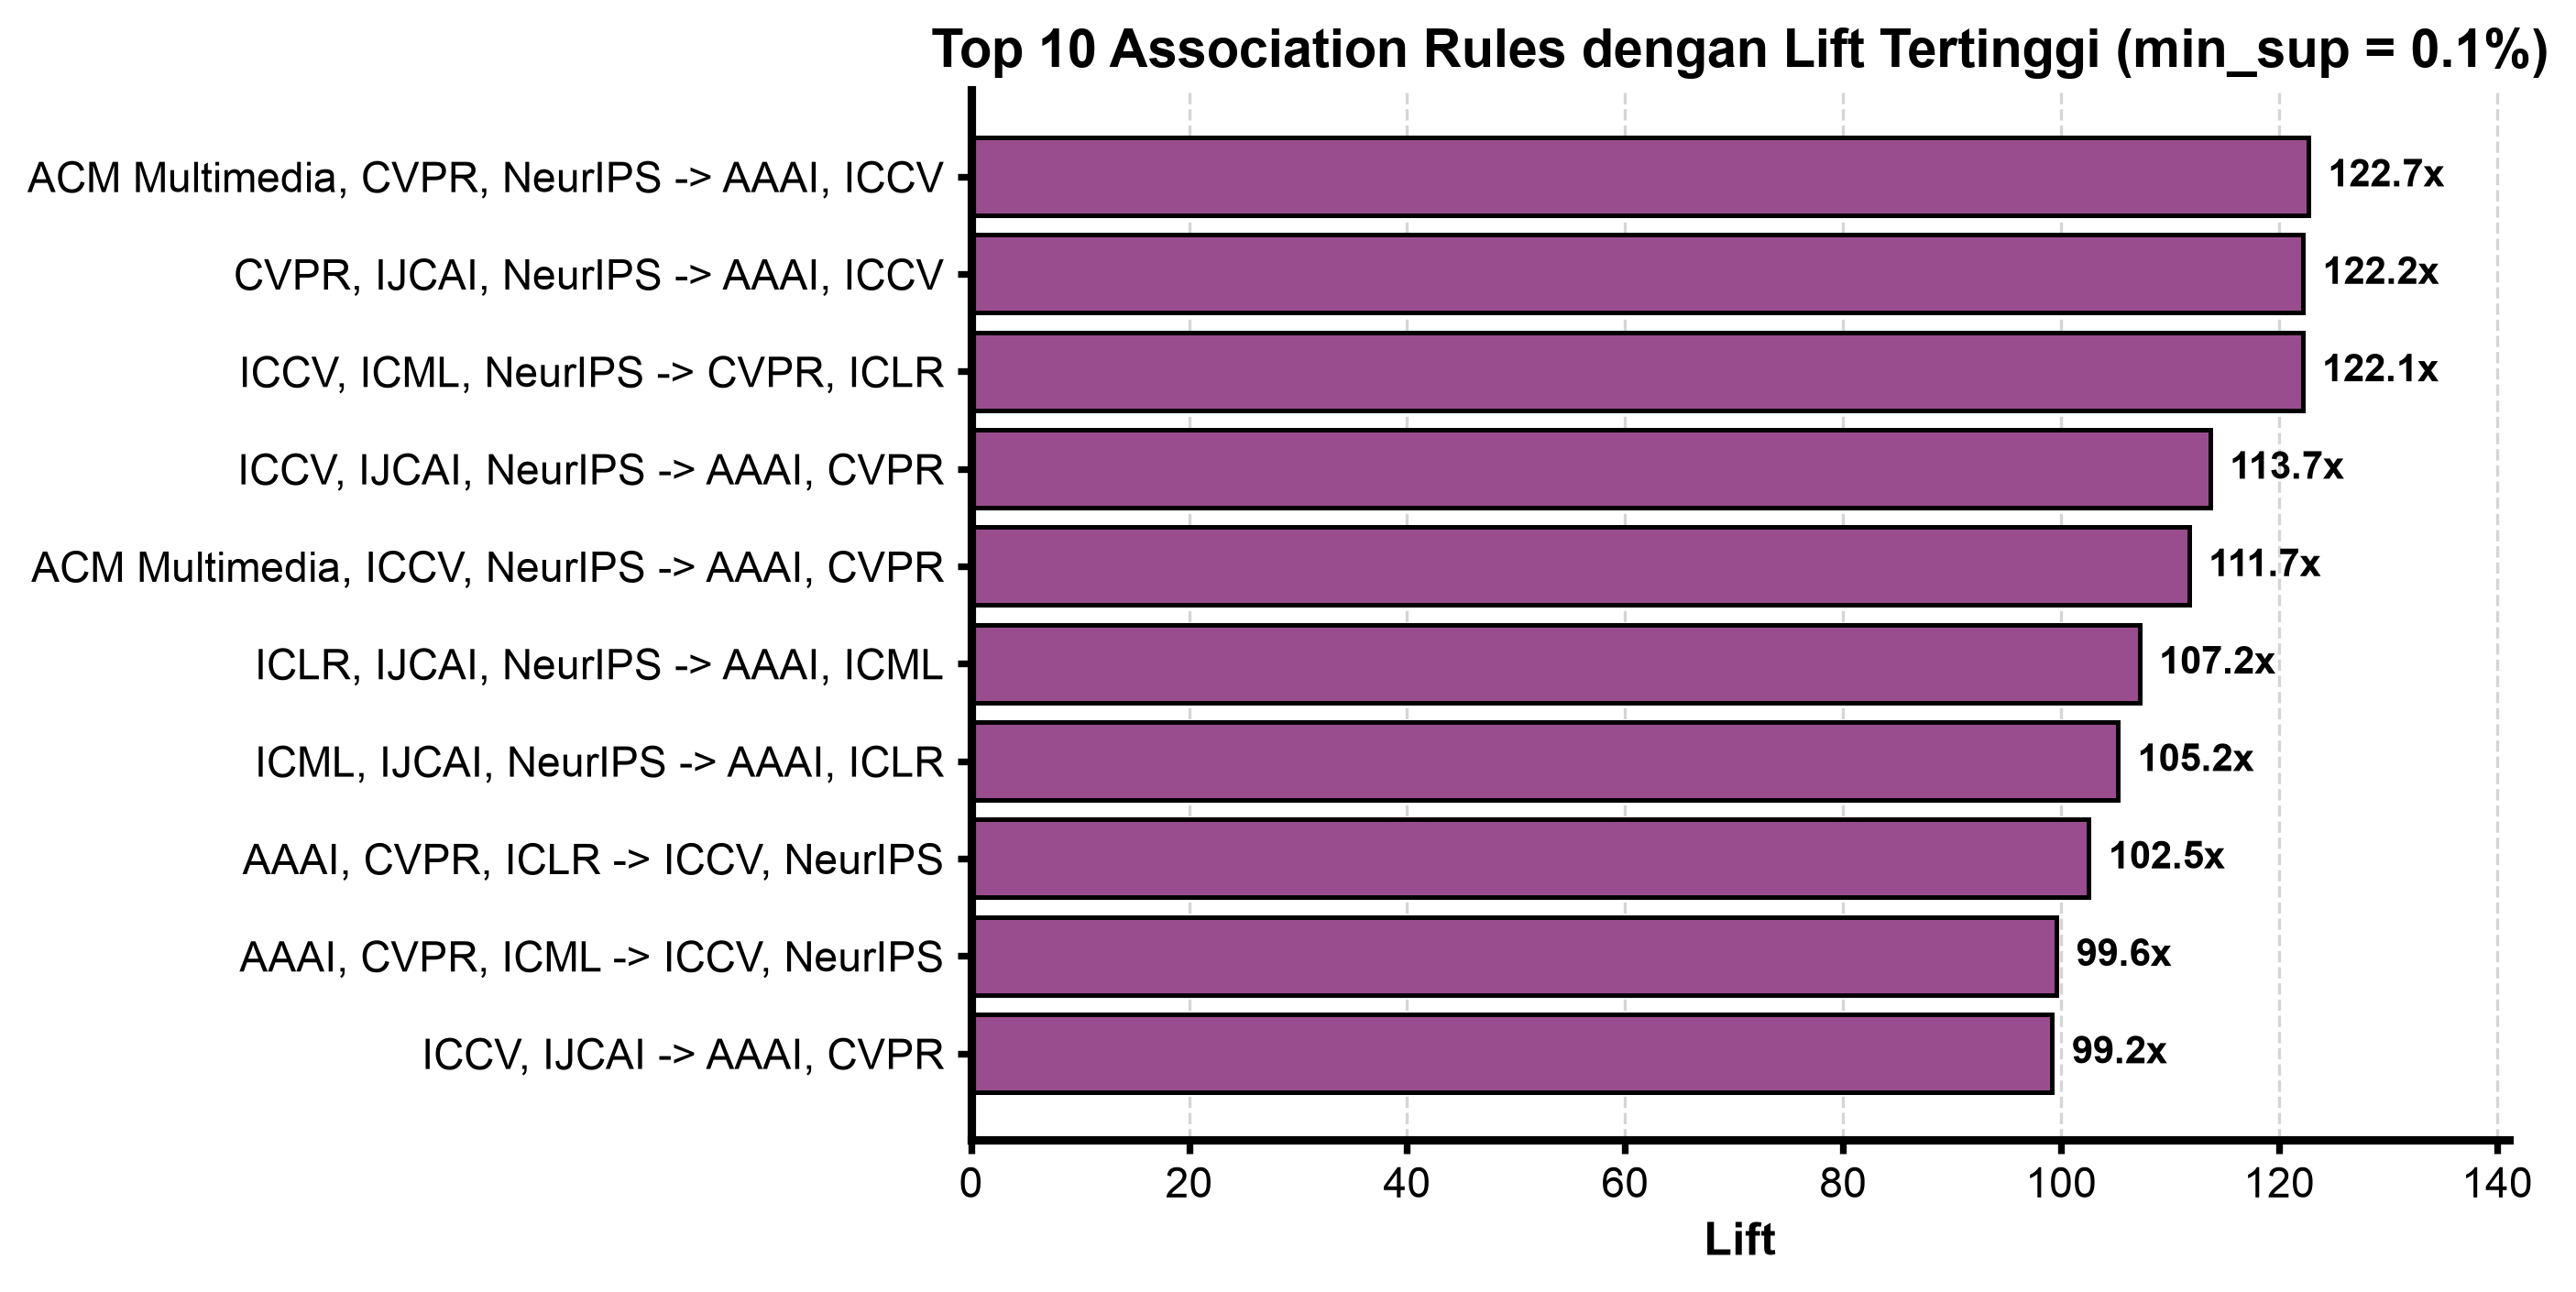 Top 10 Association Rules dengan Lift Tertinggi (min_sup = 0.1%)
ACM Multimedia, CVPR, NeurIPS -> AAAI, ICCV
122.7x
CVPR, IJCAI, NeurIPS -> AAAI, ICCV
122.2x
ICCV, ICML, NeurIPS -> CVPR, ICLR
122.1x
ICCV, IJCAI, NeurIPS -> AAAI, CVPR
113.7x
ACM Multimedia, ICCV, NeurIPS -> AAAI, CVPR
111.7x
ICLR, IJCAI, NeurIPS -> AAAI, ICML
107.2x
ICML, IJCAI, NeurIPS -> AAAI, ICLR
105.2x
AAAI, CVPR, ICLR -> ICCV, NeurIPS
102.5x
AAAI, CVPR, ICML -> ICCV, NeurIPS
99.6x
ICCV, IJCAI -> AAAI, CVPR
99.2x
0 20 40 60 80 100 120 140
Lift